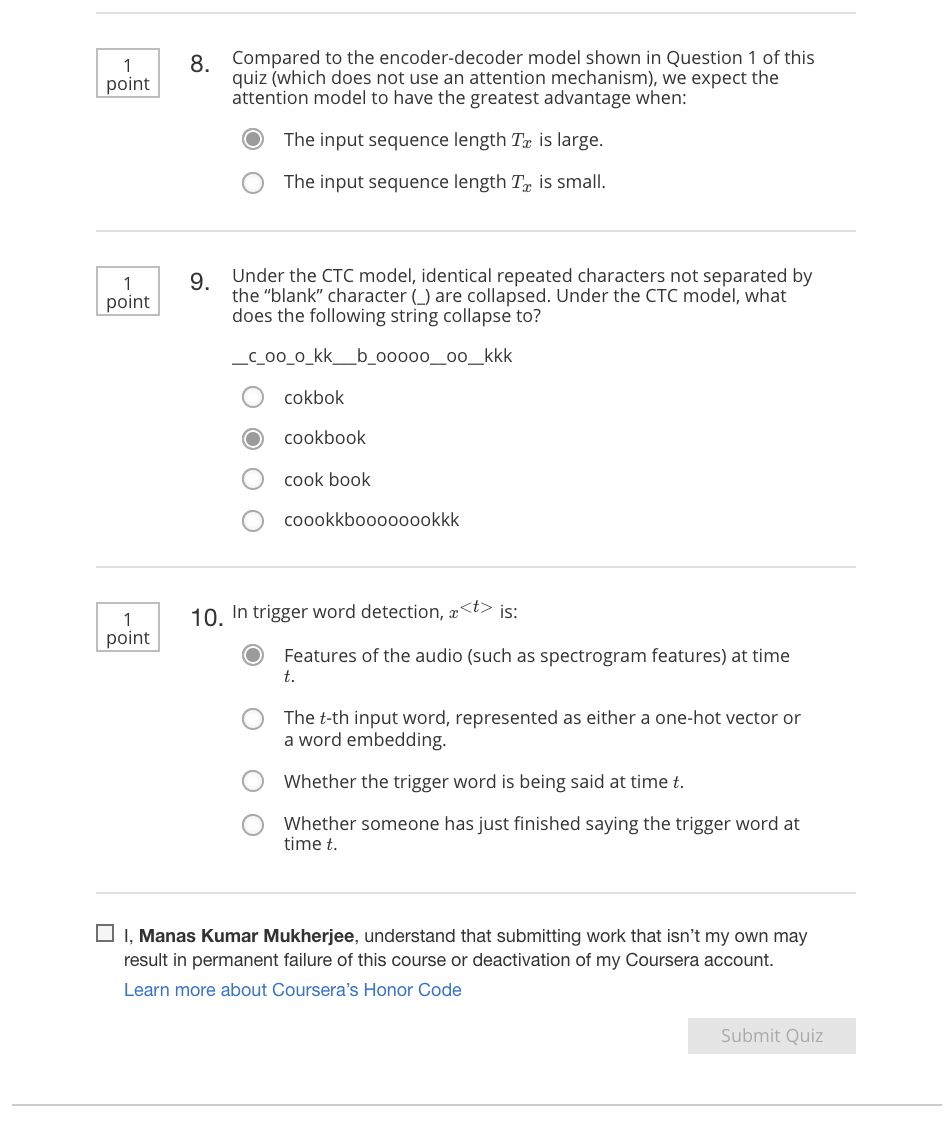 1
point
8.
Compared to the encoder-decoder model shown in Question 1 of this
quiz (which does not use an attention mechanism), we expect the
attention model to have the greatest advantage when:
The input sequence length Tx is large.
The input sequence length Tx is small.
1
point
9.
Under the CTC model, identical repeated characters not separated by
the “blank” character (_) are collapsed. Under the CTC model, what
does the following string collapse to?
__c_oo_o_kk___b_ooooo__oo__kkk
cokbok
cookbook
cook book
coookkboooooookkk
1
point
10.
In trigger word detection, x<t> is:
Features of the audio (such as spectrogram features) at time
t.
The t-th input word, represented as either a one-hot vector or
a word embedding.
Whether the trigger word is being said at time t.
Whether someone has just finished saying the trigger word at
time t.
I, Manas Kumar Mukherjee, understand that submitting work that isn’t my own may
result in permanent failure of this course or deactivation of my Coursera account.
Learn more about Coursera’s Honor Code
Submit Quiz